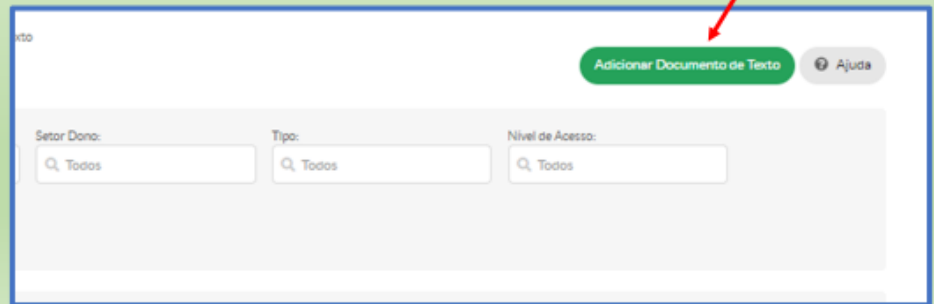 xto
Adicionar Documento de Texto
Ajuda
Setor Dono:
Tipo:
Nível de Acesso:
Todos
Todos
Todos